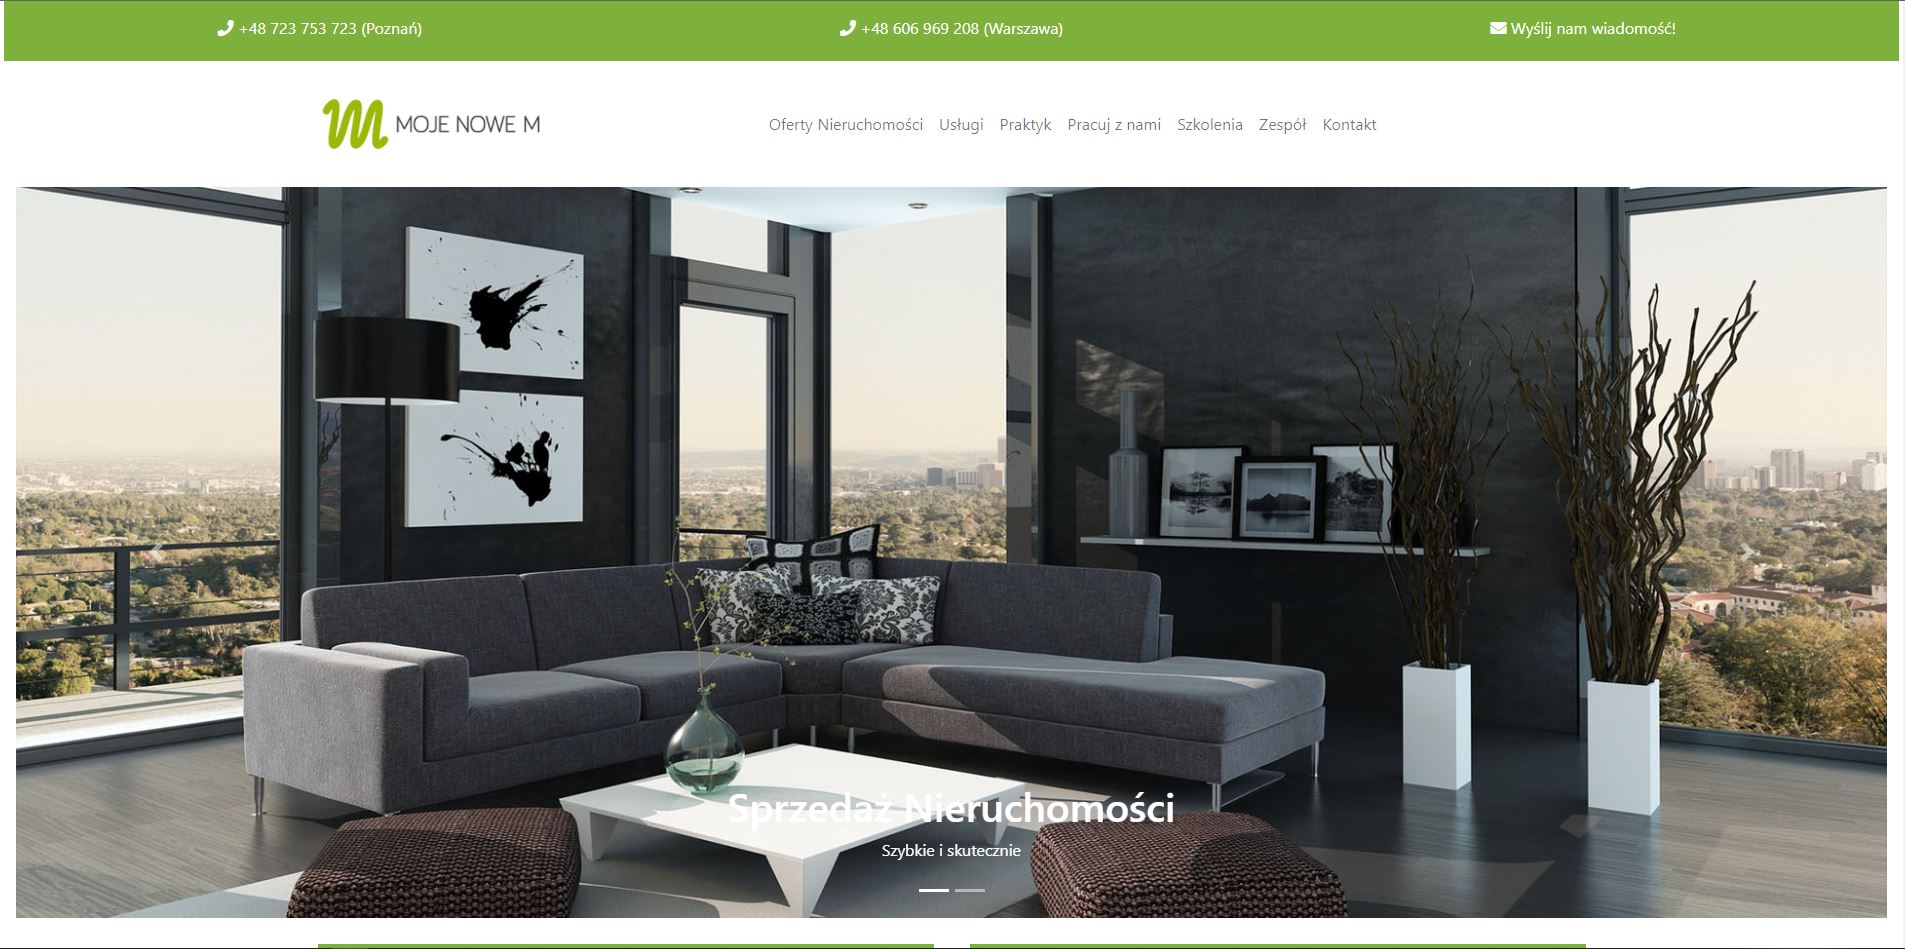 +48 723 753 723 (Poznań)
+48 606 969 208 (Warszawa)
Wyślij nam wiadomość!
MOJE NOWE M
Oferty Nieruchomości Usługi Praktyk Pracuj z nami Szkolenia Zespół Kontakt
Sprzedaż Nieruchomości
Szybkie i skutecznie